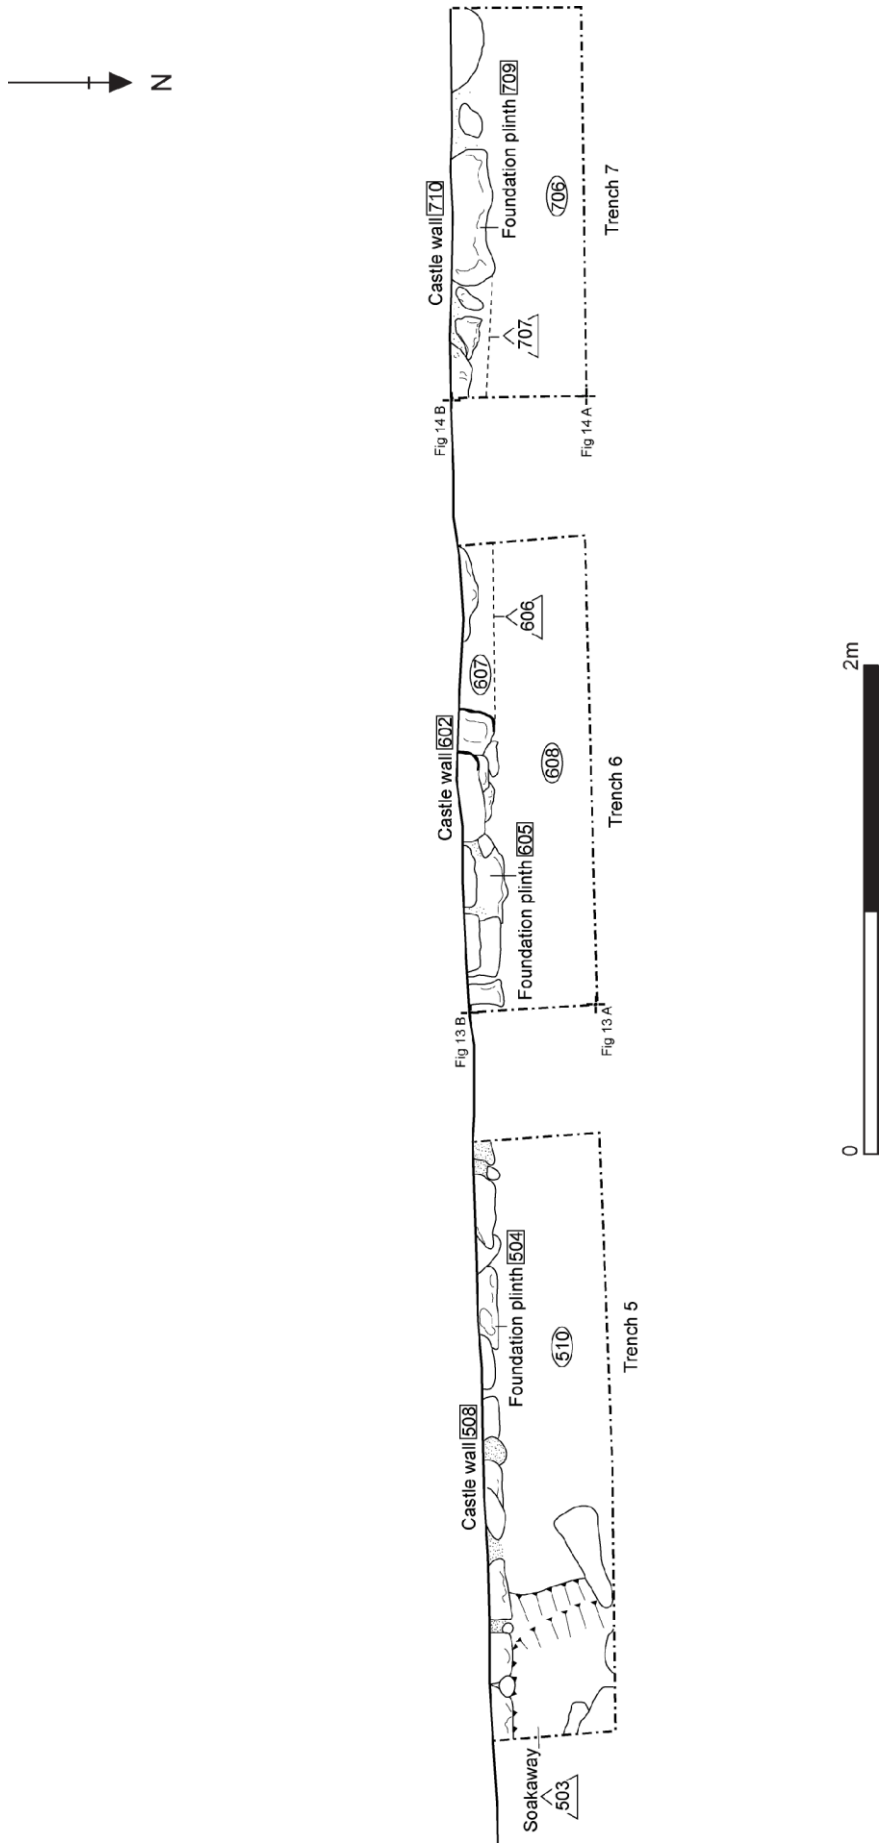 N
Castle wall 710
Foundation plinth 709
706
707
Trench 7
Fig 14 B
Fig 14 A
Castle wall 602
607
606
608
Foundation plinth 605
Trench 6
Fig 13 B
Fig 13 A
Castle wall 508
Foundation plinth 504
510
Trench 5
Soakaway
503
0
2m